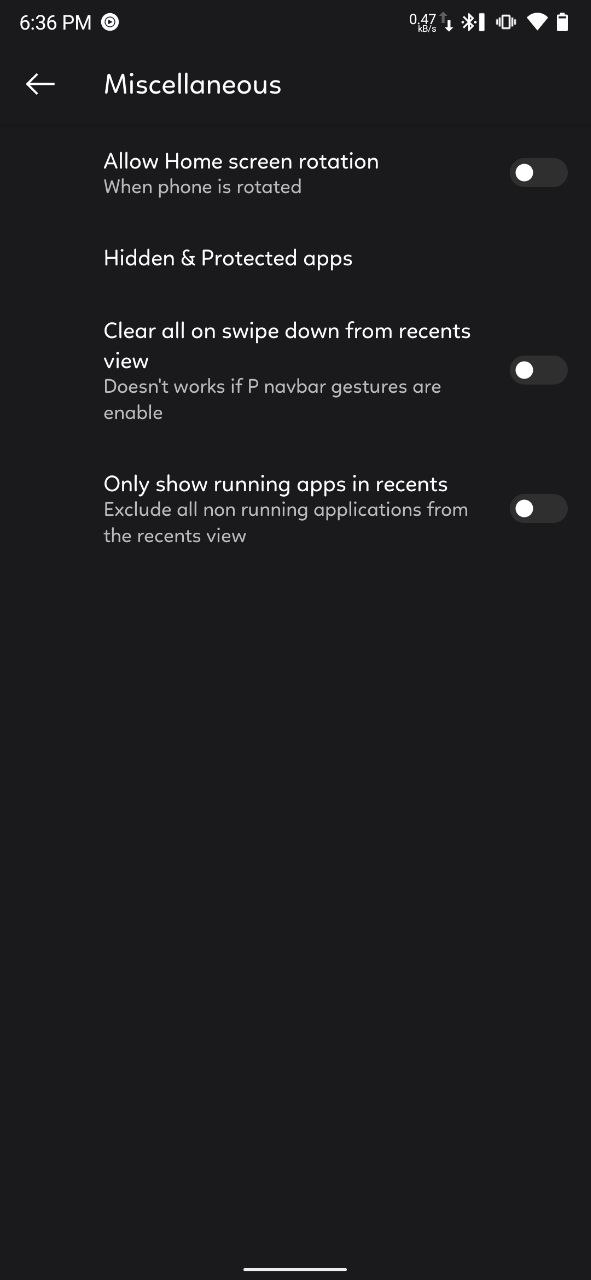 6:36 PM
0.47
kB/s
Miscellaneous
Allow Home screen rotation
When phone is rotated
Hidden & Protected apps
Clear all on swipe down from recents
view
Doesn't works if P navbar gestures are
enable
Only show running apps in recents
Exclude all non running applications from
the recents view